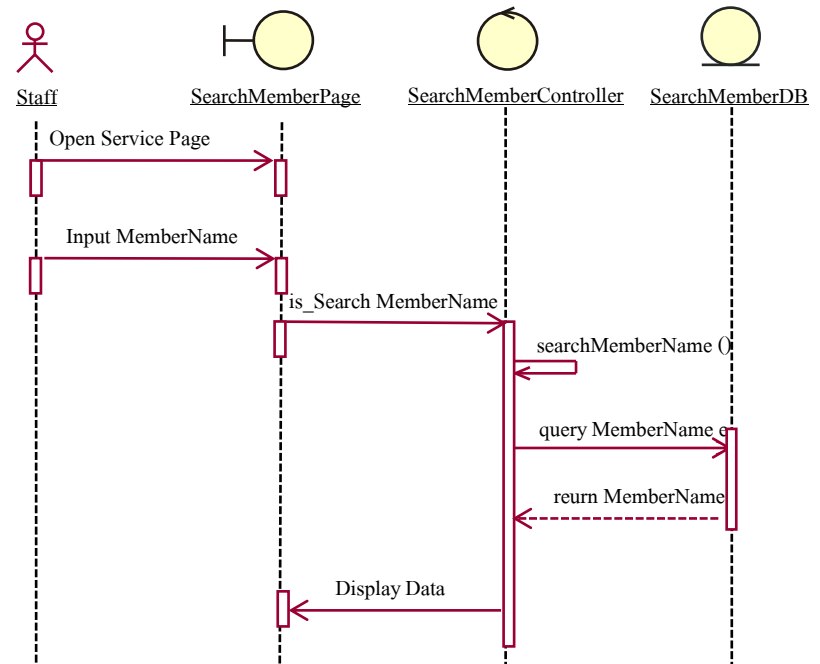 Staff
SearchMemberPage
SearchMemberController
SearchMemberDB
Open Service Page
Input MemberName
is_Search MemberName
searchMemberName ()
query MemberName e
reurn MemberName
Display Data